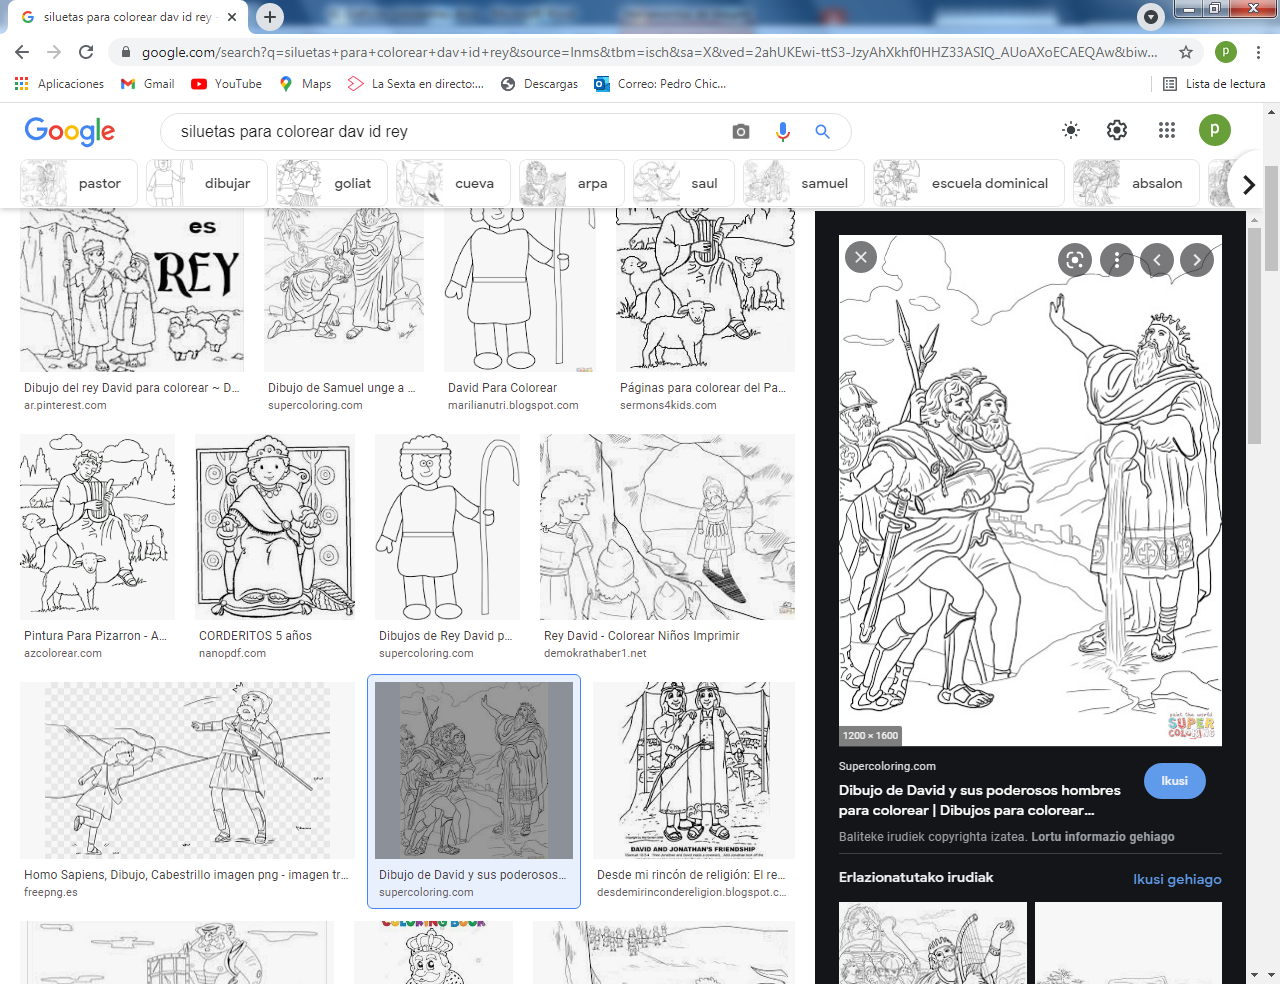 siluetas para colorear dav id rey -
google.com/search?q=siluetas+para+colorear+dav+id+rey&source=lnms&tbm=isch&sa=X&ved=2ahUKEwi-ttS3-JzyAhXkhf0HHZ33ASIQ_AUoAXoECAEQAw&biw...
p
Aplicaciones
Gmail
YouTube
Maps
La Sexta en directo:...
Descargas
Correo: Pedro Chic...
Lista de lectura
Google
siluetas para colorear dav id rey
p
pastor
dibujar
goliat
cueva
arpa
saul
samuel
escuela dominical
absalon
es
REY
Dibujo del rey David para colorear ~ D...
ar.pinterest.com
Dibujo de Samuel unge a ...
supercoloring.com
David Para Colorear
marilianutri.blogspot.com
Páginas para colorear del Pa...
sermons4kids.com
Pintura Para Pizarron - A...
azcolorear.com
CORDERITOS 5 años
nanopdf.com
Dibujos de Rey David p...
supercoloring.com
Rey David - Colorear Niños Imprimir
demokrathaber1.net
DAVID AND JONATHAN'S FRIENDSHIP
Homo Sapiens, Dibujo, Cabestrillo imagen png - imagen tr...
freepng.es
Dibujo de David y sus poderosos...
supercoloring.com
Desde mi rincón de religión: El re...
desdemirincondereligion.blogspot.c...
COLORING BOOK
paint the world
SUPER
COLORING
1200 × 1600
Supercoloring.com
Dibujo de David y sus poderosos hombres
para colorear | Dibujos para colorear...
Ikusi
Baliteke irudiek copyrighta izatea. Lortu informazio gehiago
Erlazionatutako irudiak
Ikusi gehiago